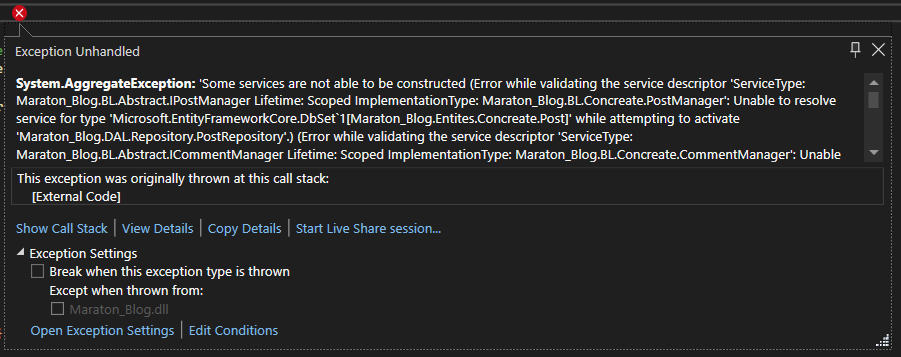 Exception Unhandled
System.AggregateException: 'Some services are not able to be constructed (Error while validating the service descriptor 'ServiceType:
Maraton_Blog.BL.Abstract.IPostManager Lifetime: Scoped ImplementationType: Maraton_Blog.BL.Concreate.PostManager': Unable to resolve
service for type 'Microsoft.EntityFrameworkCore.DbSet`1[Maraton_Blog.Entites.Concreate.Post]' while attempting to activate
'Maraton_Blog.DAL.Repository.PostRepository'.) (Error while validating the service descriptor 'ServiceType:
Maraton_Blog.BL.Abstract.ICommentManager Lifetime: Scoped ImplementationType: Maraton_Blog.BL.Concreate.CommentManager': Unable
This exception was originally thrown at this call stack:
[External Code]
Show Call Stack | View Details | Copy Details | Start Live Share session...
Exception Settings
Break when this exception type is thrown
Except when thrown from:
Maraton_Blog.dll
Open Exception Settings | Edit Conditions